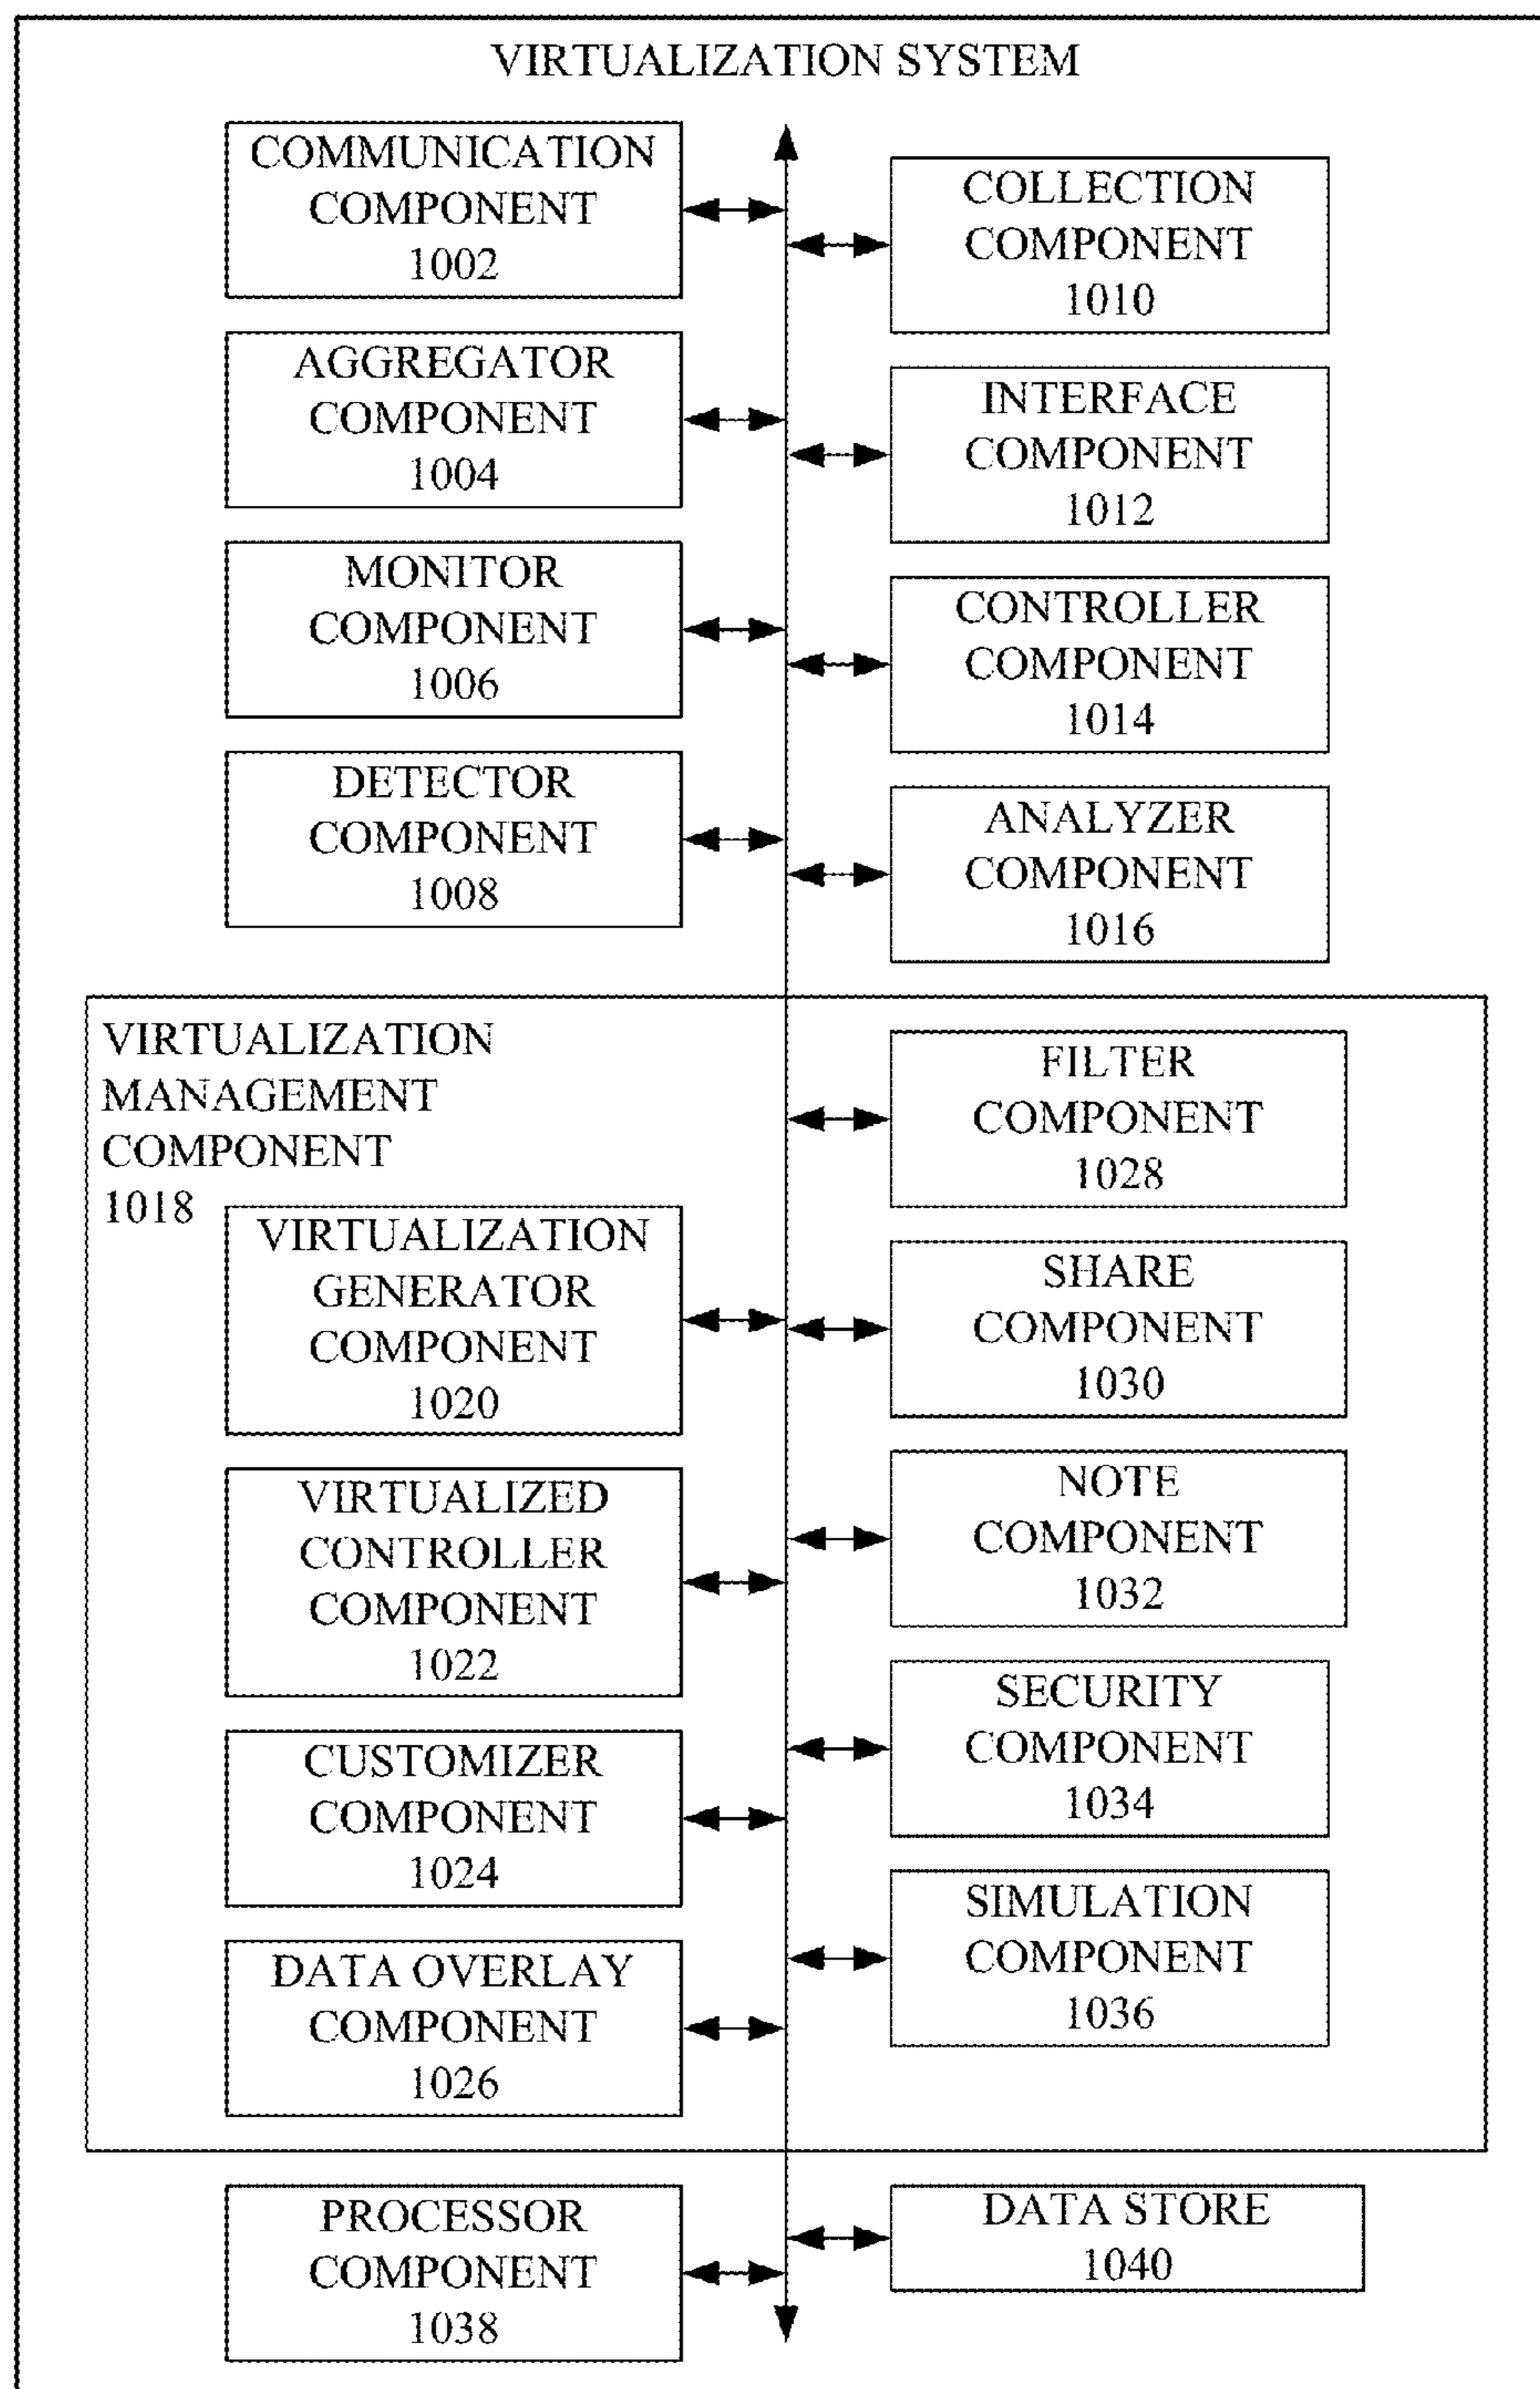 VIRTUALIZATION SYSTEM
COMMUNICATION
COMPONENT
1002
AGGREGATOR
COMPONENT
1004
MONITOR
COMPONENT
1006
DETECTOR
COMPONENT
1008
COLLECTION
COMPONENT
1010
INTERFACE
COMPONENT
1012
CONTROLLER
COMPONENT
1014
ANALYZER
COMPONENT
1016
VIRTUALIZATION
MANAGEMENT
COMPONENT
1018
VIRTUALIZATION
GENERATOR
COMPONENT
1020
VIRTUALIZED
CONTROLLER
COMPONENT
1022
CUSTOMIZER
COMPONENT
1024
DATA OVERLAY
COMPONENT
1026
FILTER
COMPONENT
1028
SHARE
COMPONENT
1030
NOTE
COMPONENT
1032
SECURITY
COMPONENT
1034
SIMULATION
COMPONENT
1036
PROCESSOR
COMPONENT
1038
DATA STORE
1040